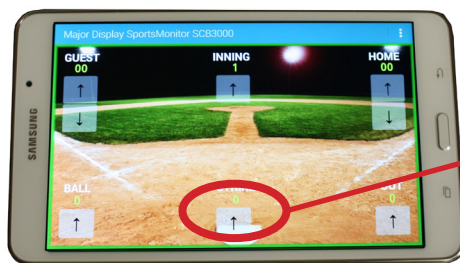 Major Display SportsMonitor SCB3000
GUEST
00
INNING
1
HOME
00
SAMSUNG
BALL
0
0
OUT
0